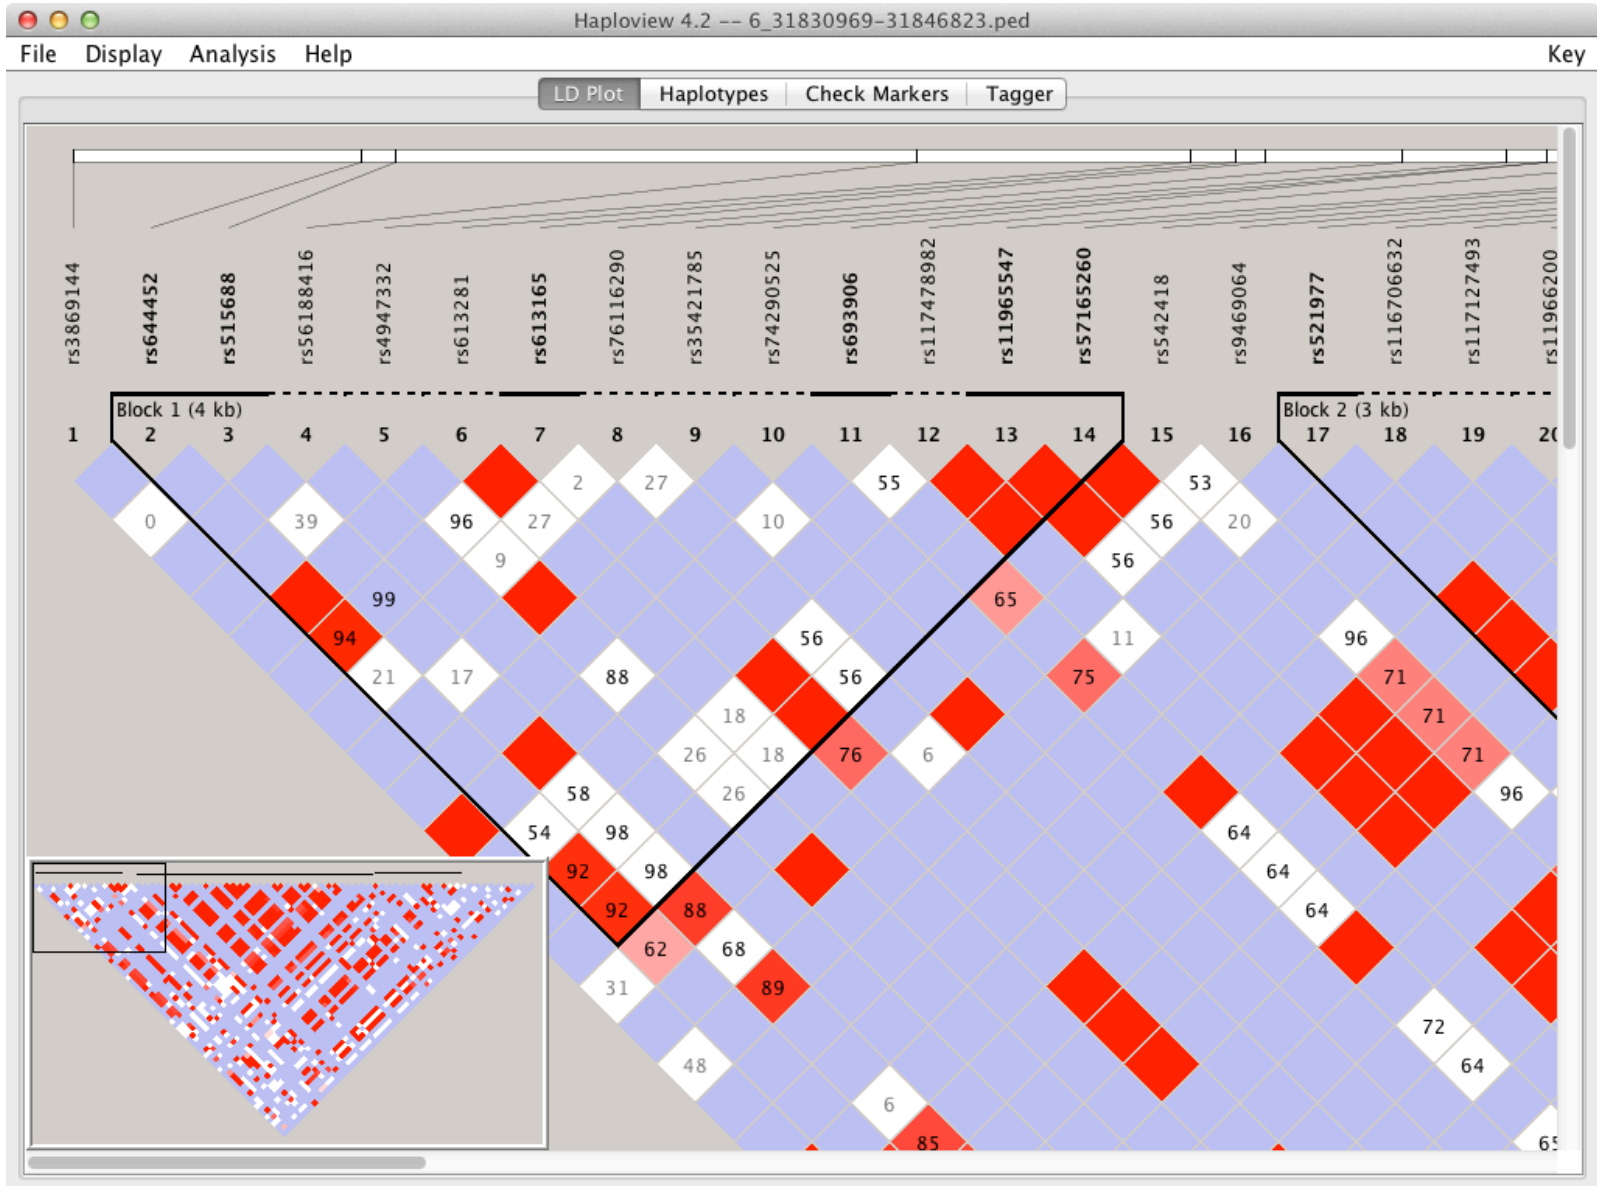 Haploview 4.2 -- 6_31830969-31846823.ped
File Display Analysis Help Key
LD Plot Haplotypes Check Markers Tagger
rs3869144 rs644452 rs515688 rs56188416 rs4947332 rs613281 rs613165 rs76116290 rs35421785 rs74290525 rs693906 rs117478982 rs11965547 rs57165260 rs542418 rs9469064 rs521977 rs116706632 rs117127493 rs11966200
Block 1 (4 kb) Block 2 (3 kb)
1 2 3 4 5 6 7 8 9 10 11 12 13 14 15 16 17 18 19 20
2 27 55 53
0 39 96 27 10 56 20
9 56
99 65
94 56 11 96
21 17 88 56 75 71
18 71
26 18 76 6 71
58 26 96
54 98 64
92 98 64
92 88 64
62 68
31 89
72
48 64
6
85 65